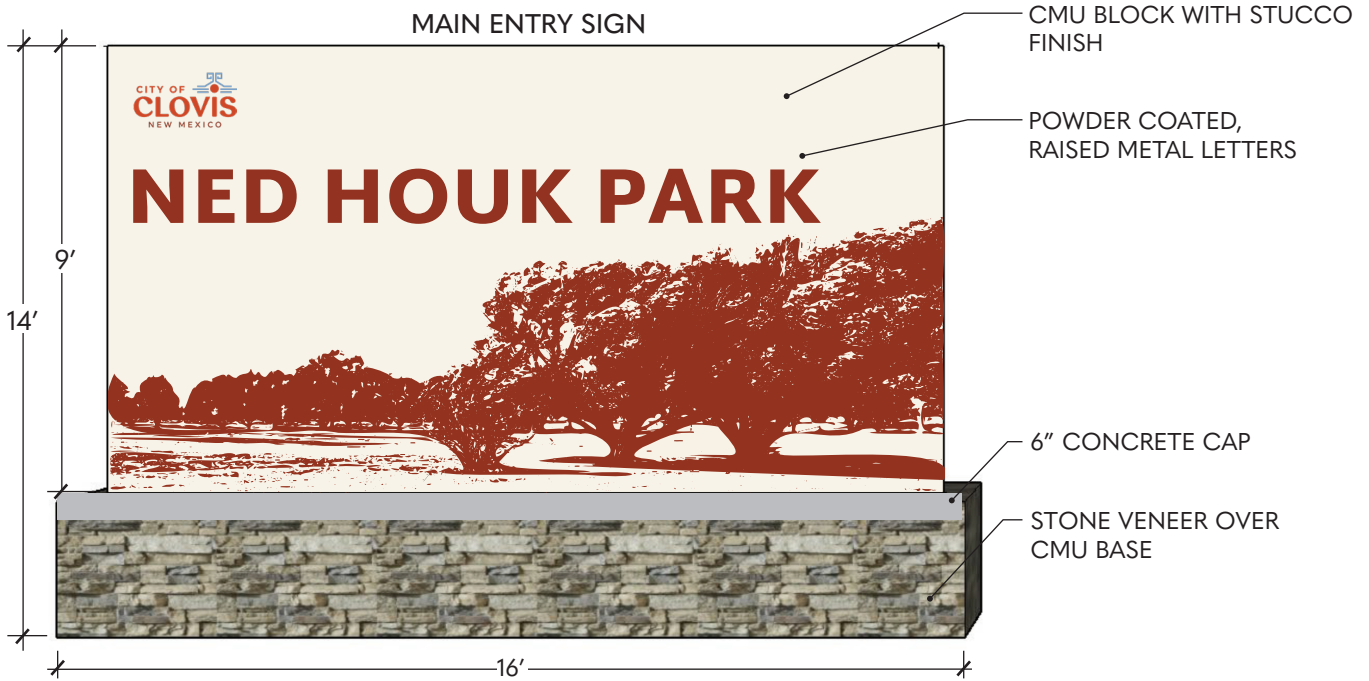 MAIN ENTRY SIGN
CMU BLOCK WITH STUCCO
FINISH
CITY OF
CLOVIS
NEW MEXICO
POWDER COATED,
RAISED METAL LETTERS
NED HOUK PARK
9’
14’
6” CONCRETE CAP
STONE VENEER OVER
CMU BASE
16’